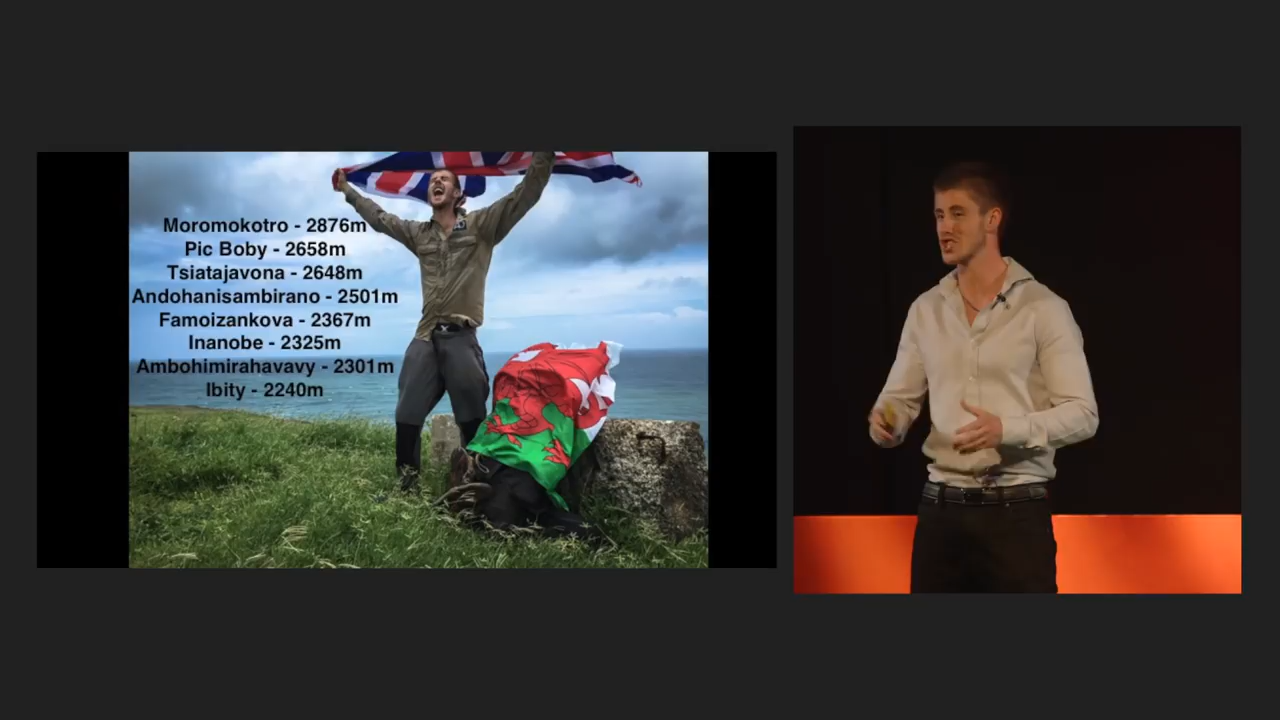 Moromokotro - 2876m
Pic Boby - 2658m
Tsiatajavona - 2648m
Andohanisambirano - 2501m
Famoizankova - 2367m
Inanobe - 2325m
Ambohimirahavavy - 2301m
Ibity - 2240m